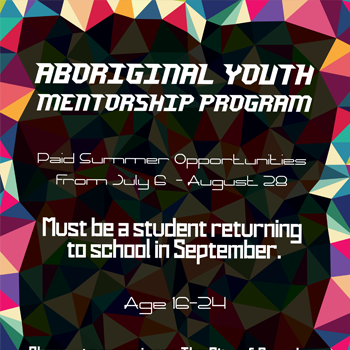 ABORIGINAL YOUTH
MENTORSHIP PROGRAM
Paid Summer Opportunities
From July 6 - August 28
Must be a student returning
to school in September.
Age 16-24